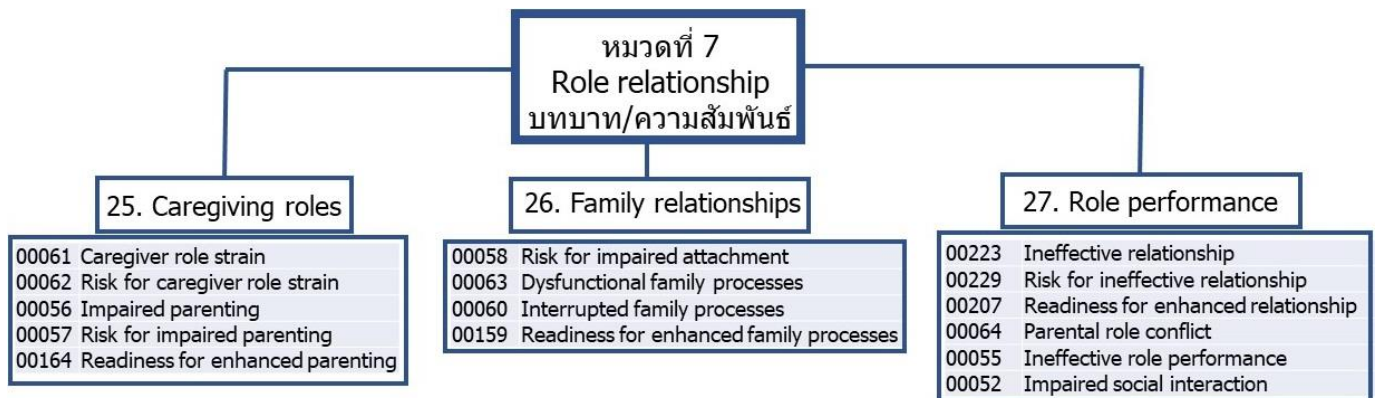 หมวดที่ 7
Role relationship
บทบาท/ความสัมพันธ์
25. Caregiving roles
00061 Caregiver role strain
00062 Risk for caregiver role strain
00056 Impaired parenting
00057 Risk for impaired parenting
00164 Readiness for enhanced parenting
26. Family relationships
00058 Risk for impaired attachment
00063 Dysfunctional family processes
00060 Interrupted family processes
00159 Readiness for enhanced family processes
27. Role performance
00223 Ineffective relationship
00229 Risk for ineffective relationship
00207 Readiness for enhanced relationship
00064 Parental role conflict
00055 Ineffective role performance
00052 Impaired social interaction